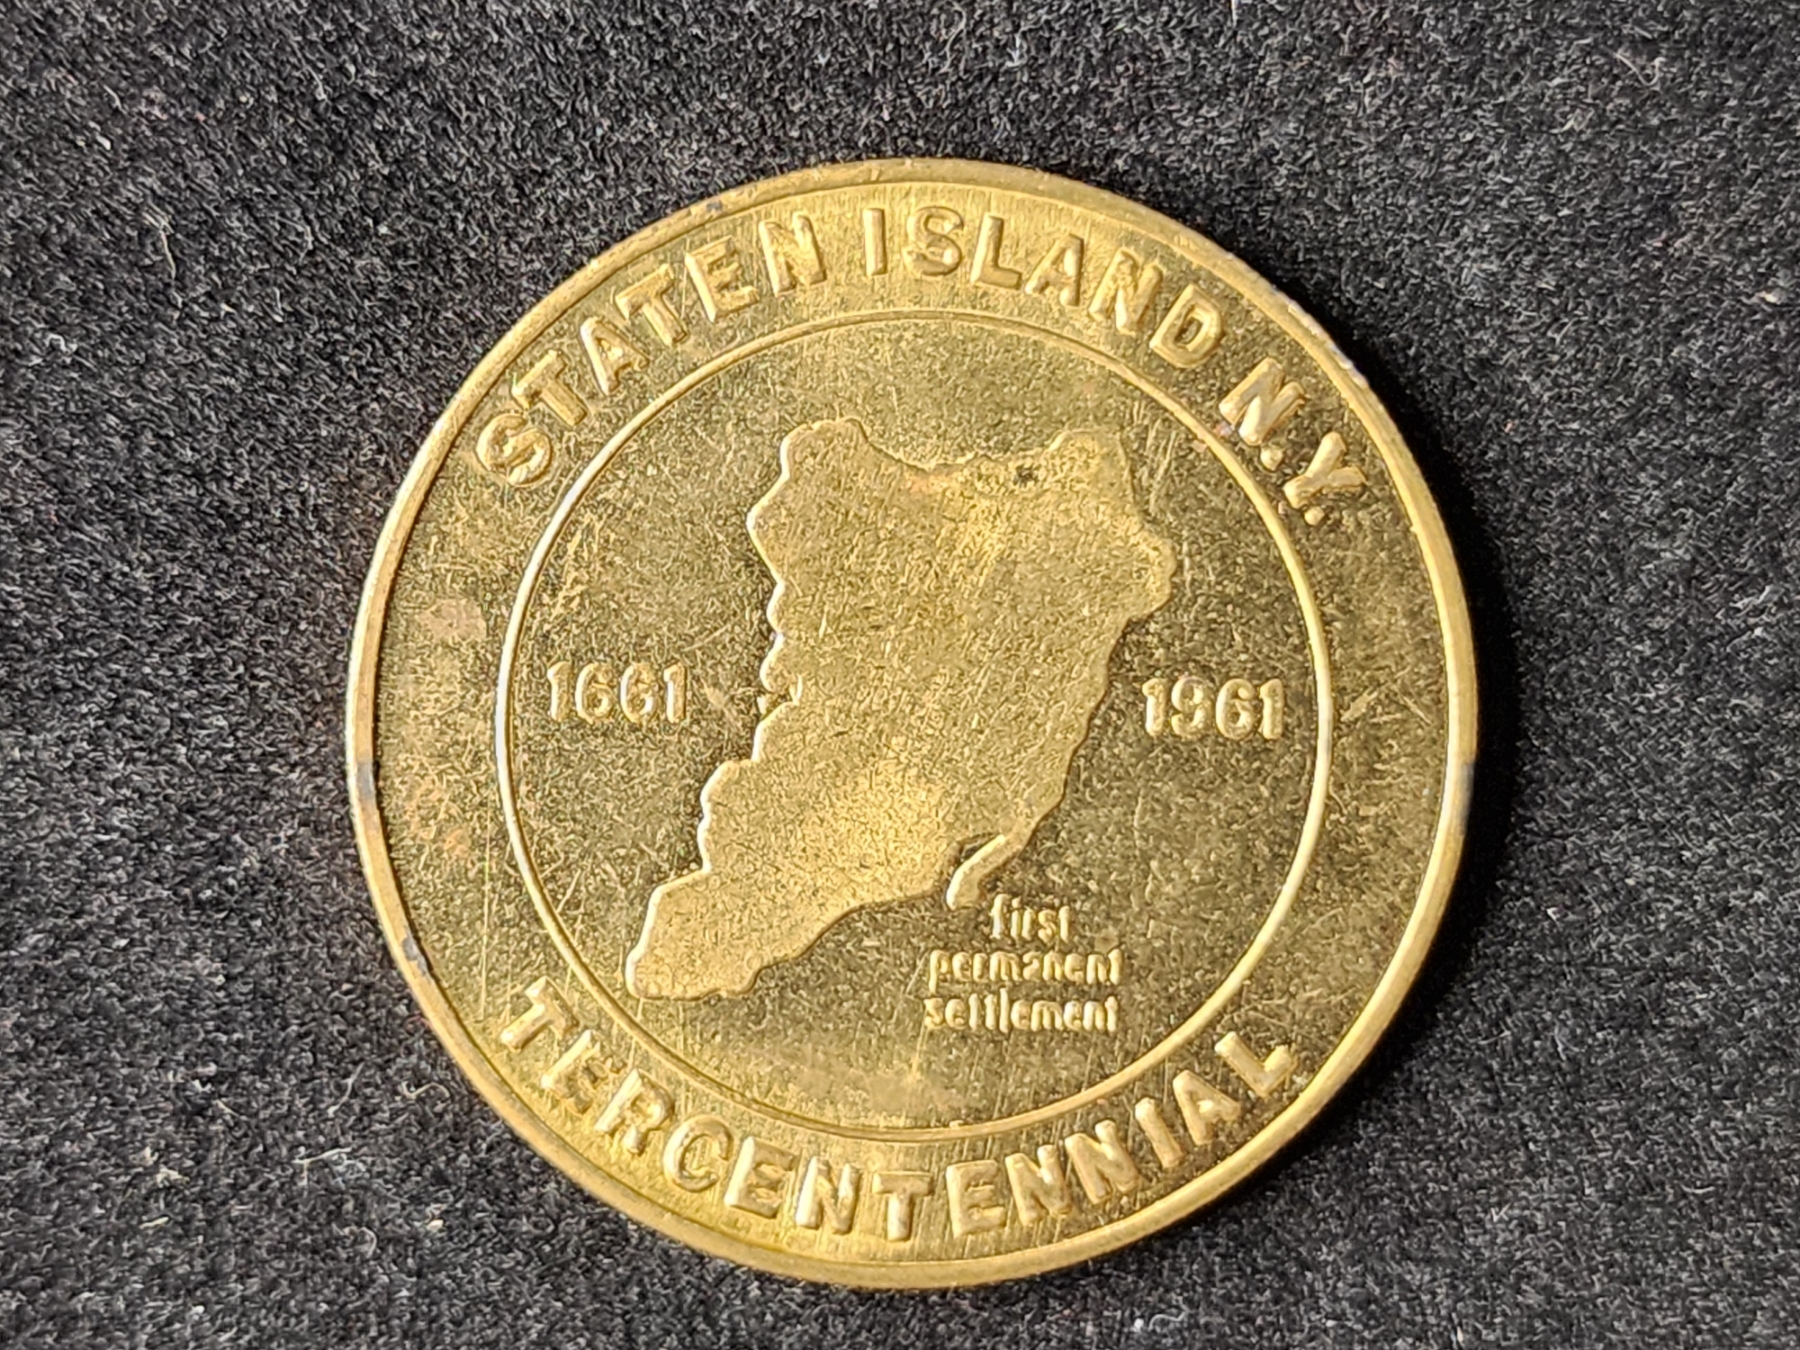 STATEN ISLAND N.Y.
1661
1961
first
permanent
settlement
TERCENTENNIAL